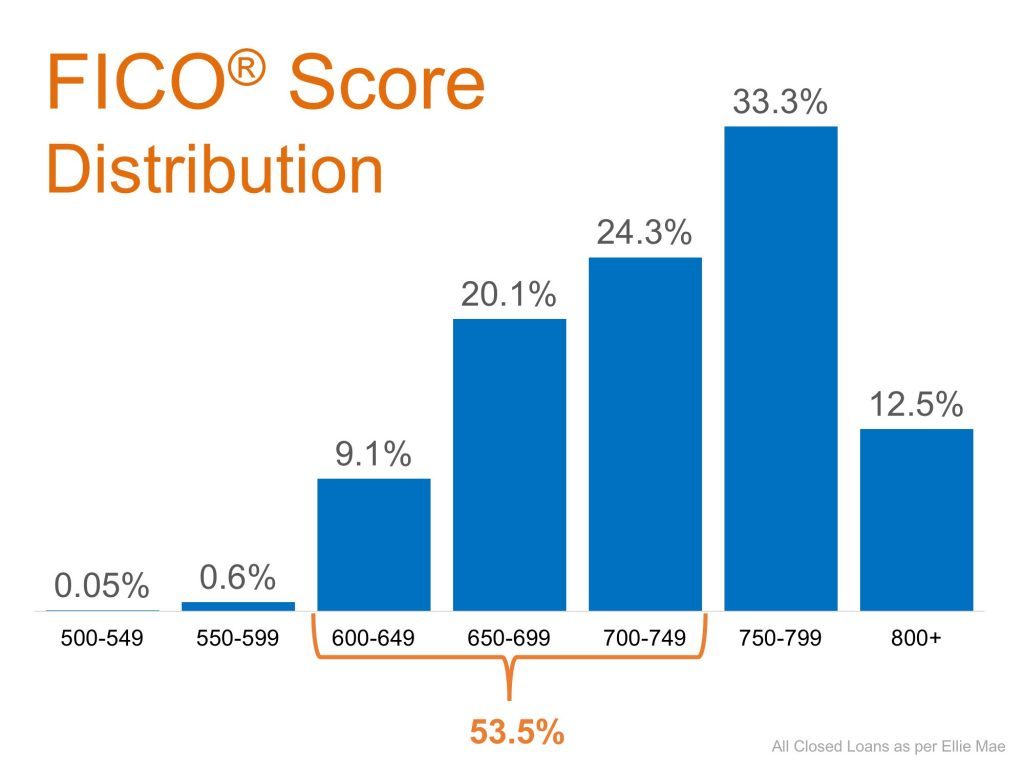 FICO® Score
Distribution
33.3%
24.3%
20.1%
12.5%
9.1%
0.6%
0.05%
500-549 550-599 600-649 650-699 700-749 750-799 800+
53.5%
All Closed Loans as per Ellie Mae